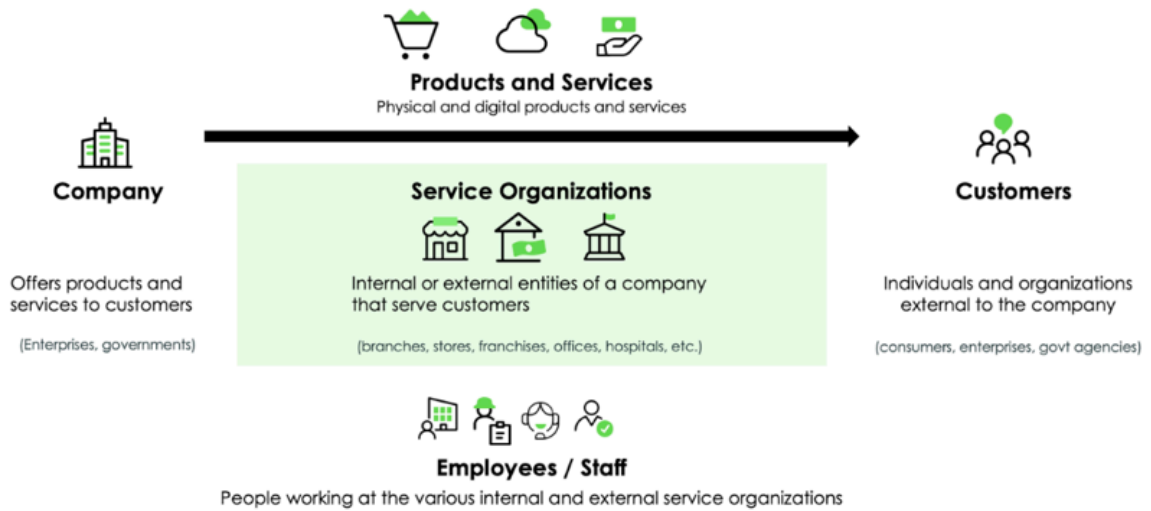 Products and Services
Physical and digital products and services
Company
Service Organizations
Customers
Offers products and
services to customers
Internal or external entities of a company
that serve customers
Individuals and organizations
external to the company
(Enterprises, governments)
(branches, stores, franchises, offices, hospitals, etc.)
(consumers, enterprises, govt agencies)
Employees / Staff
People working at the various internal and external service organizations